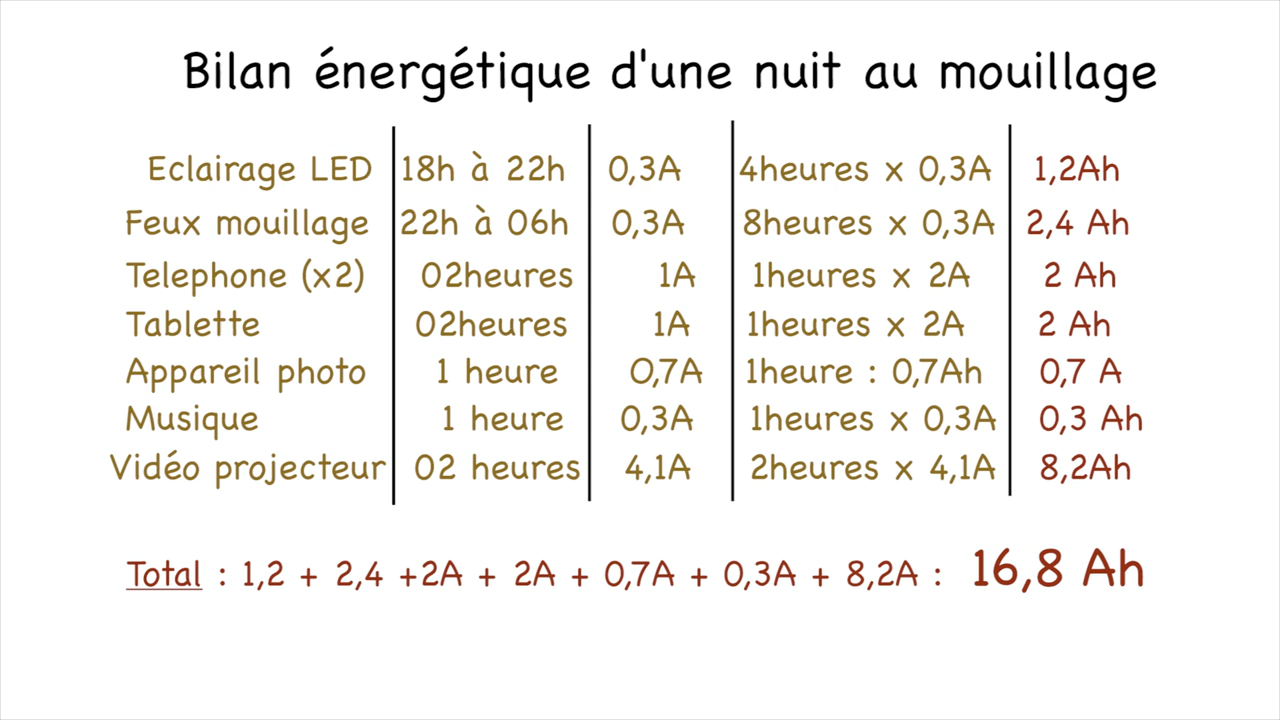 Bilan énergétique d'une nuit au mouillage
Eclairage LED 18h à 22h 0,3A 4heures x 0,3A 1,2Ah
Feux mouillage 22h à 06h 0,3A 8heures x 0,3A 2,4 Ah
Telephone (x2) 02heures 1A 1heures x 2A 2 Ah
Tablette 02heures 1A 1heures x 2A 2 Ah
Appareil photo 1 heure 0,7A 1heure : 0,7Ah 0,7 A
Musique 1 heure 0,3A 1heures x 0,3A 0,3 Ah
Vidéo projecteur 02 heures 4,1A 2heures x 4,1A 8,2Ah
Total : 1,2 + 2,4 +2A + 2A + 0,7A + 0,3A + 8,2A : 16,8 Ah